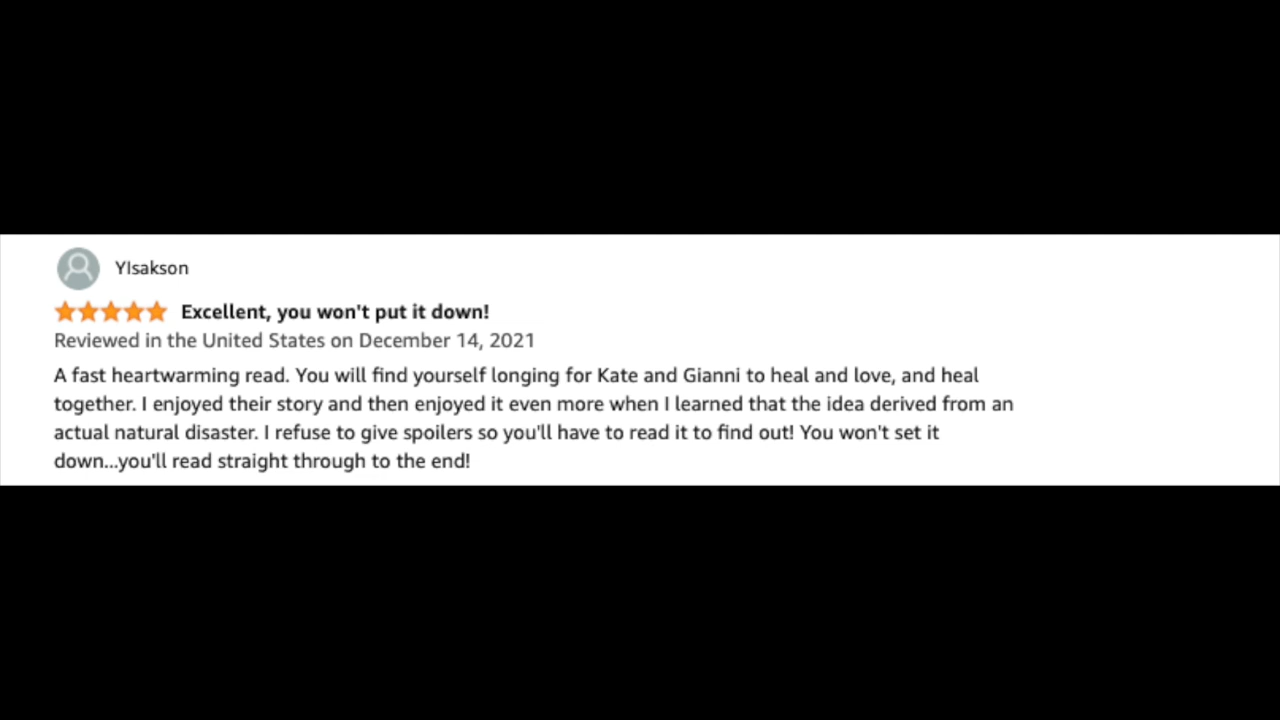 YIsakson
Excellent, you won't put it down!
Reviewed in the United States on December 14, 2021
A fast heartwarming read. You will find yourself longing for Kate and Gianni to heal and love, and heal
together. I enjoyed their story and then enjoyed it even more when I learned that the idea derived from an
actual natural disaster. I refuse to give spoilers so you'll have to read it to find out! You won't set it
down...you'll read straight through to the end!